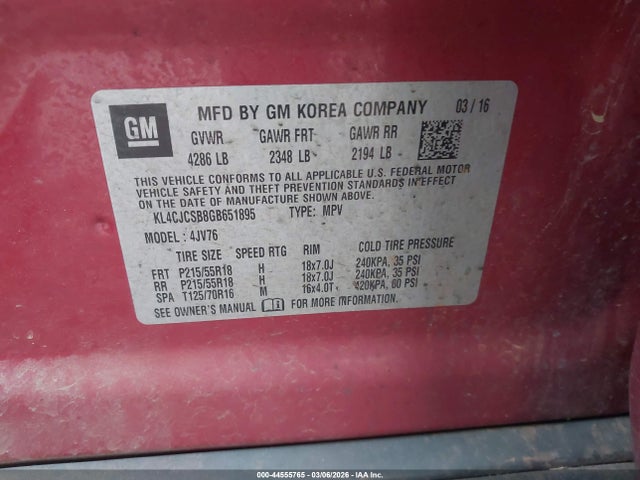 GM
MFD BY GM KOREA COMPANY 03 / 16
GVWR GAWR FRT GAWR RR
4286 LB 2348 LB 2194 LB
THIS VEHICLE CONFORMS TO ALL APPLICABLE U.S. FEDERAL MOTOR
VEHICLE SAFETY AND THEFT PREVENTION STANDARDS IN EFFECT
ON THE DATE OF MANUFACTURE SHOWN ABOVE.
KL4CJCSB8GB651895 TYPE: MPV
MODEL : 4JV76
TIRE SIZE SPEED RTG RIM COLD TIRE PRESSURE
FRT P215/55R18 H 18x7.0J 240KPA, 35 PSI
RR P215/55R18 H 18x7.0J 240KPA, 35 PSI
SPA T125/70R16 M 16x4.0T 420KPA, 60 PSI
SEE OWNER'S MANUAL FOR MORE INFORMATION.
000-44555765 | 03/06/2026 - IAA Inc.